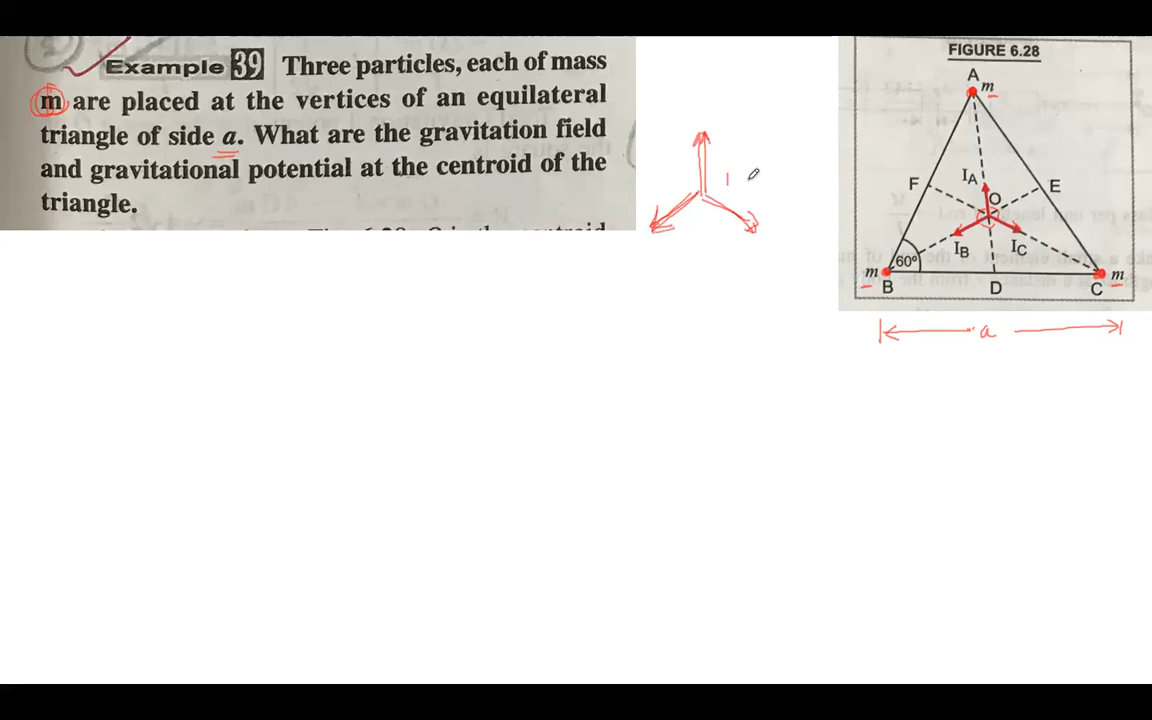 Example 39 Three particles, each of mass
m are placed at the vertices of an equilateral
triangle of side a. What are the gravitation field
and gravitational potential at the centroid of the
triangle.
FIGURE 6.28
A
m
F
I_A
E
O
I_B
I_C
60°
m
m
B
D
C
a